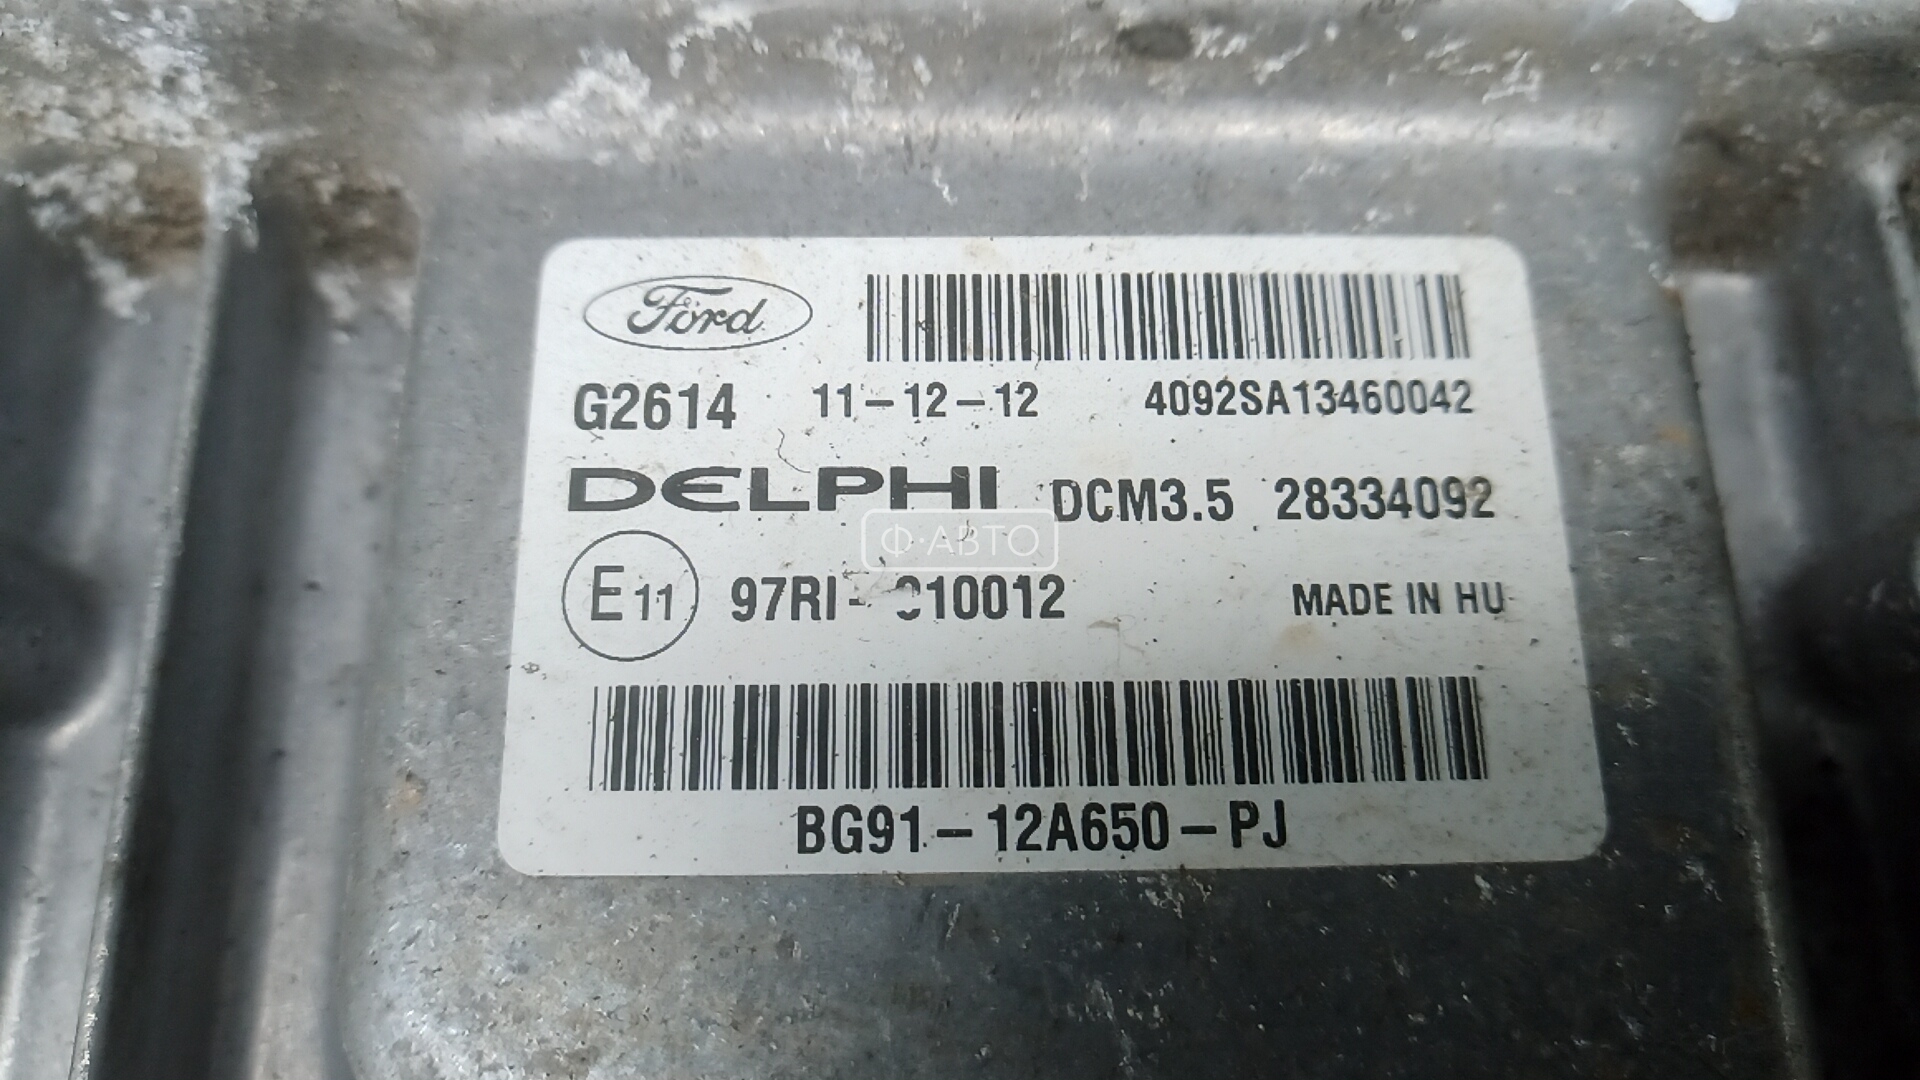 Ford
G2614 11-12-12 4092SA13460042
DELPHI DCM3.5 28334092
Ф·АВТО
E11 97RI- 10012 MADE IN HU
BG91-12A650-PJ